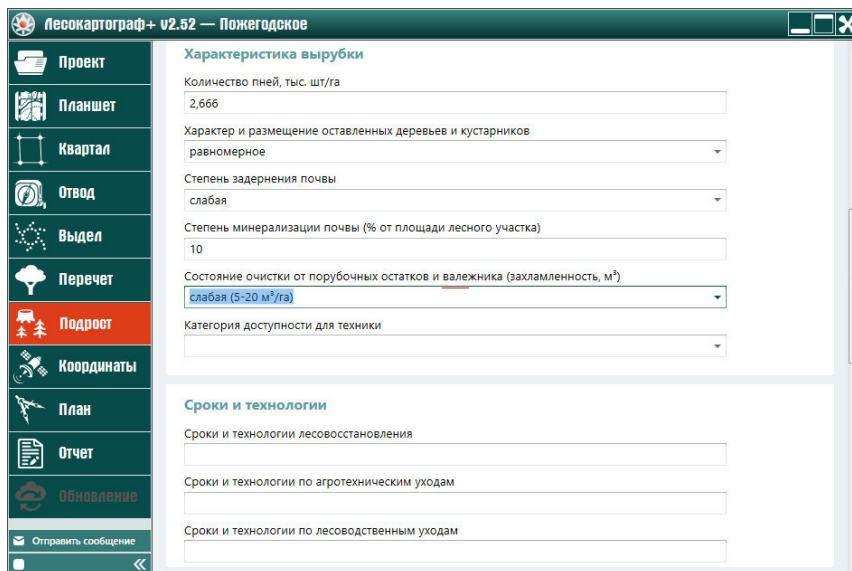 Лесокартограф+ v2.52 — Пожегодское
Проект
Планшет
Квартал
Отвод
Выдел
Перечет
Подрост
Координаты
План
Отчет
Обновление
Отправить сообщение
Характеристика вырубки
Количество пней, тыс. шт/га
2,666
Характер и размещение оставленных деревьев и кустарников
равномерное
Степень задернения почвы
слабая
Степень минерализации почвы (% от площади лесного участка)
10
Состояние очистки от порубочных остатков и валежника (захламленность, м³)
слабая (5-20 м³/га)
Категория доступности для техники
Сроки и технологии
Сроки и технологии лесовосстановления
Сроки и технологии по агротехническим уходам
Сроки и технологии по лесоводственным уходам